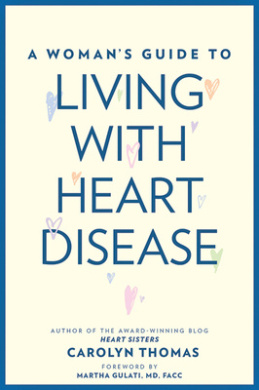 A WOMAN'S GUIDE TO
LIVING
WITH
HEART
DISEASE
AUTHOR OF THE AWARD-WINNING BLOG
HEART SISTERS
CAROLYN THOMAS
FOREWORD BY
MARTHA GULATI, MD, FACC